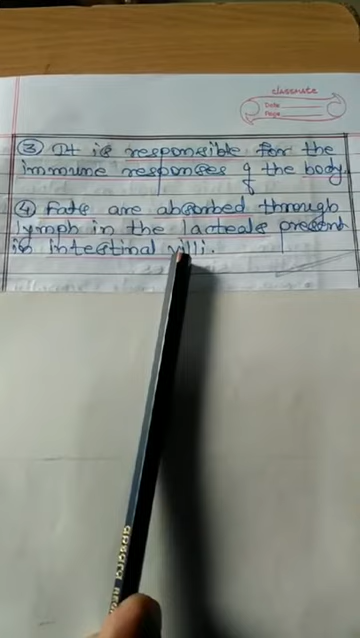 classmate
Date
Page
③ It is responsible for the
immune responses of the body.
④ Fats are absorbed through
lymph in the lacteals present
in intestinal villi.
apsara